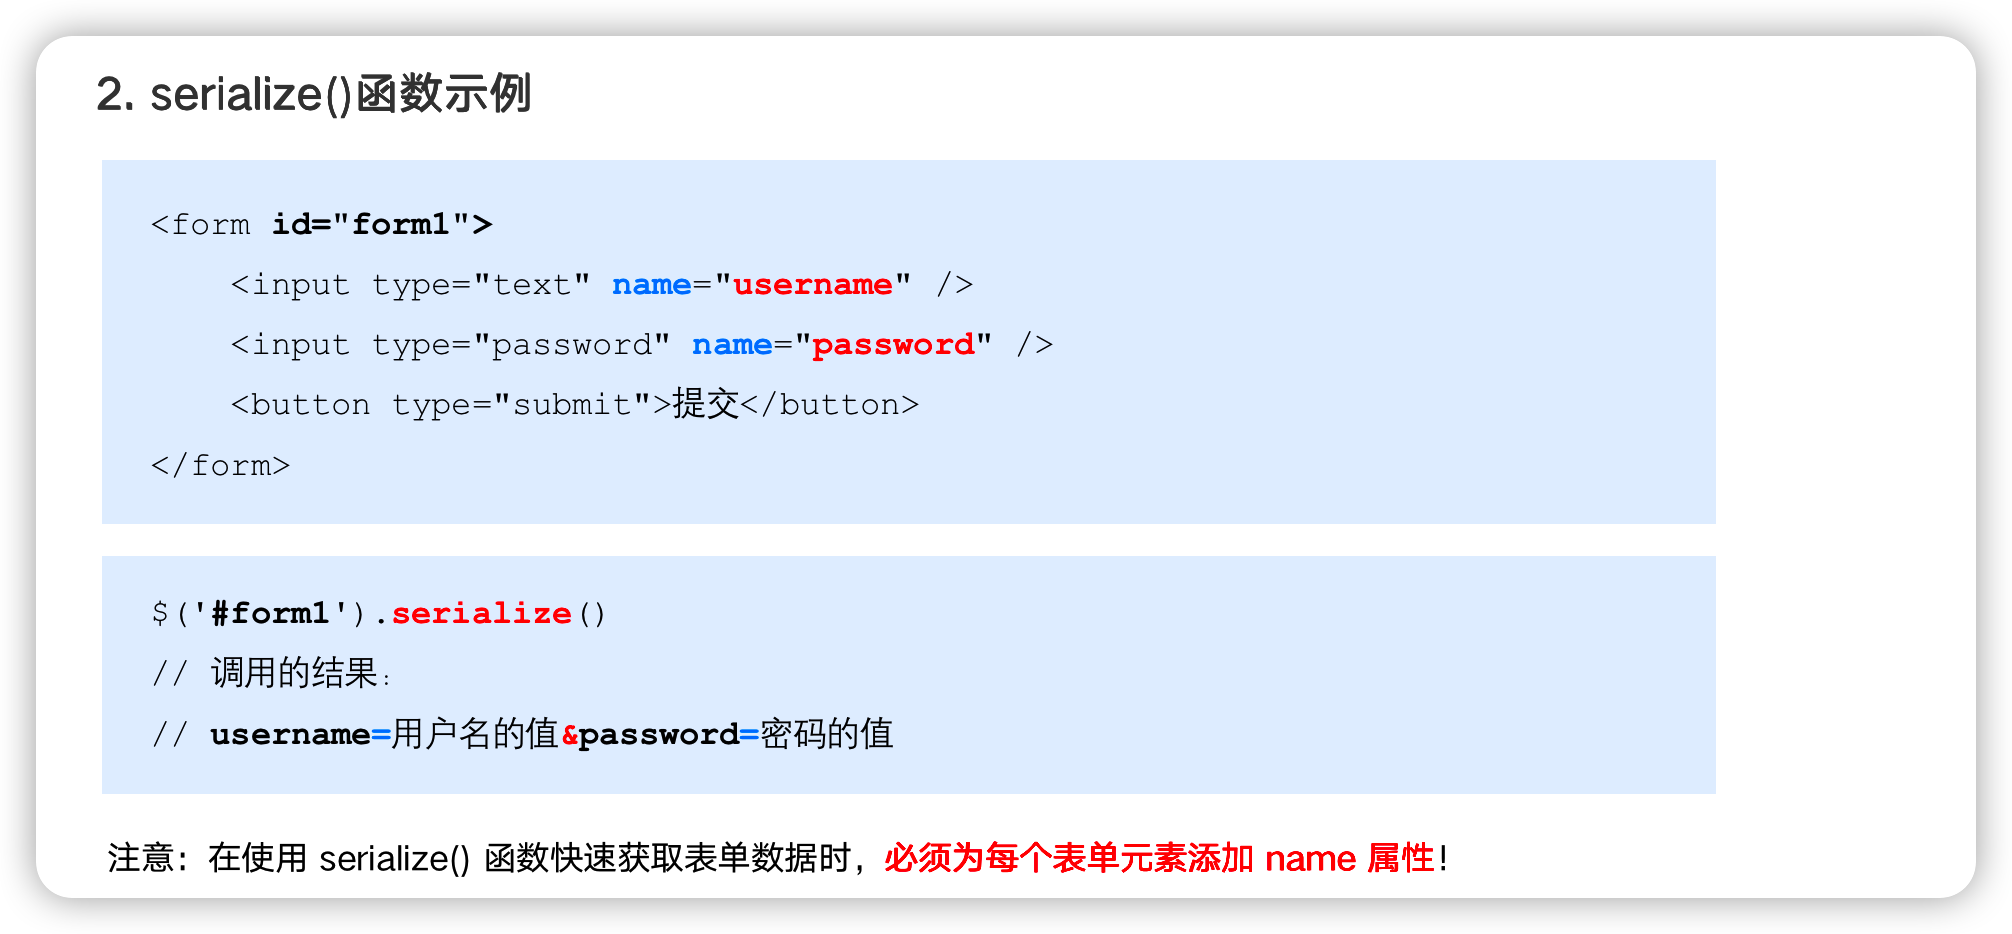 2. serialize()函数示例
<form id="form1">
<input type="text" name="username" />
<input type="password" name="password" />
<button type="submit">提交</button>
</form>
$('#form1').serialize()
// 调用的结果：
// username=用户名的值&password=密码的值
注意：在使用 serialize() 函数快速获取表单数据时，必须为每个表单元素添加 name 属性！